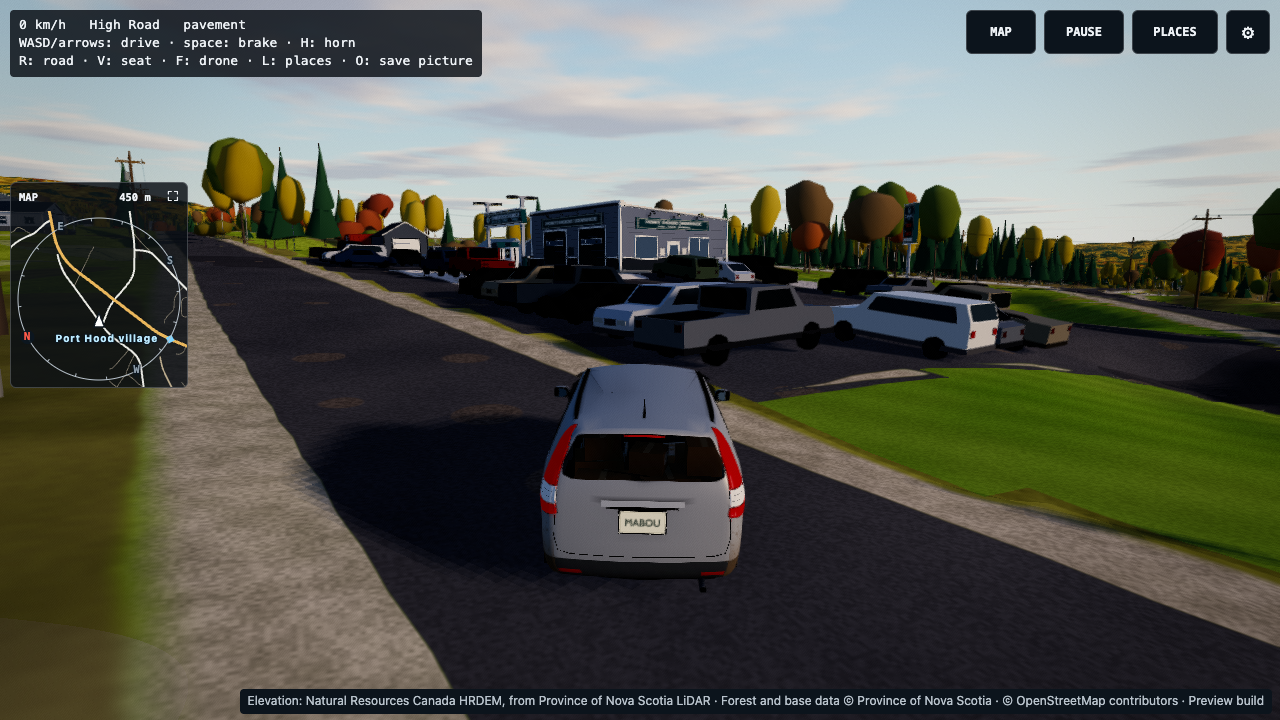 0 km/h High Road pavement
WASD/arrows: drive · space: brake · H: horn
R: road · V: seat · F: drone · L: places · O: save picture
MAP
PAUSE
PLACES
MAP 450 m
E
S
N
Port Hood village
W
MABOU
Elevation: Natural Resources Canada HRDEM, from Province of Nova Scotia LiDAR · Forest and base data © Province of Nova Scotia · © OpenStreetMap contributors · Preview build